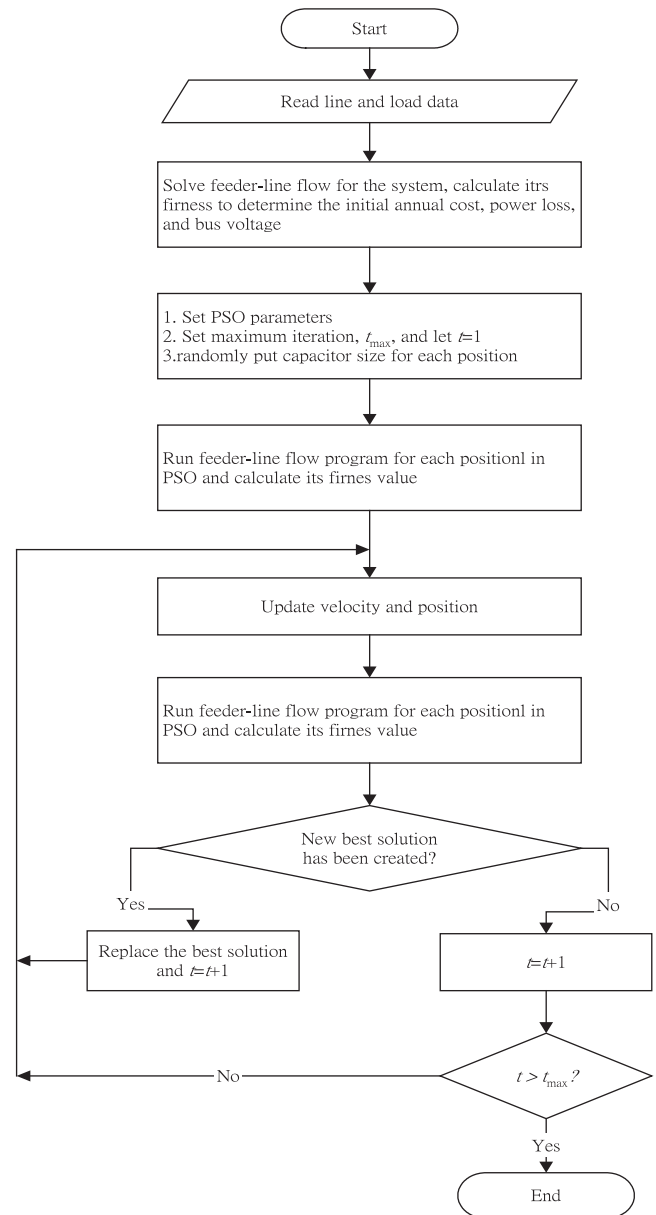 Start
Read line and load data
Solve feeder-line flow for the system, calculate itrs
firness to determine the initial annual cost, power loss,
and bus voltage
1. Set PSO parameters
2. Set maximum iteration, tmax, and let t=1
3.randomly put capacitor size for each position
Run feeder-line flow program for each positionl in
PSO and calculate its firnes value
Update velocity and position
Run feeder-line flow program for each positionl in
PSO and calculate its firnes value
New best solution
has been created?
Yes
No
Replace the best solution
and t=t+1
t=t+1
No
t > tmax?
Yes
End